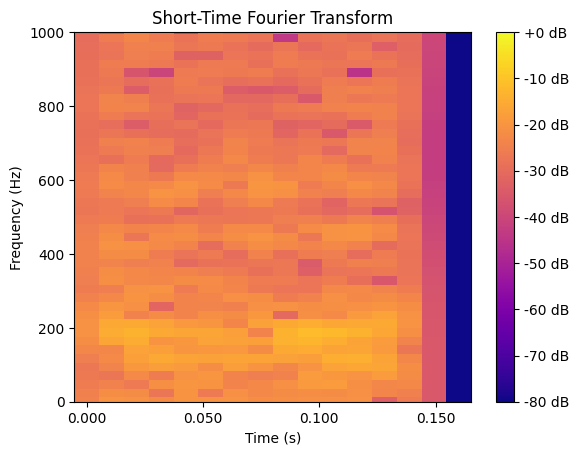 Short-Time Fourier Transform
1000
800
600
400
200
0
Frequency (Hz)
0.000
0.050
0.100
0.150
Time (s)
+0 dB
-10 dB
-20 dB
-30 dB
-40 dB
-50 dB
-60 dB
-70 dB
-80 dB